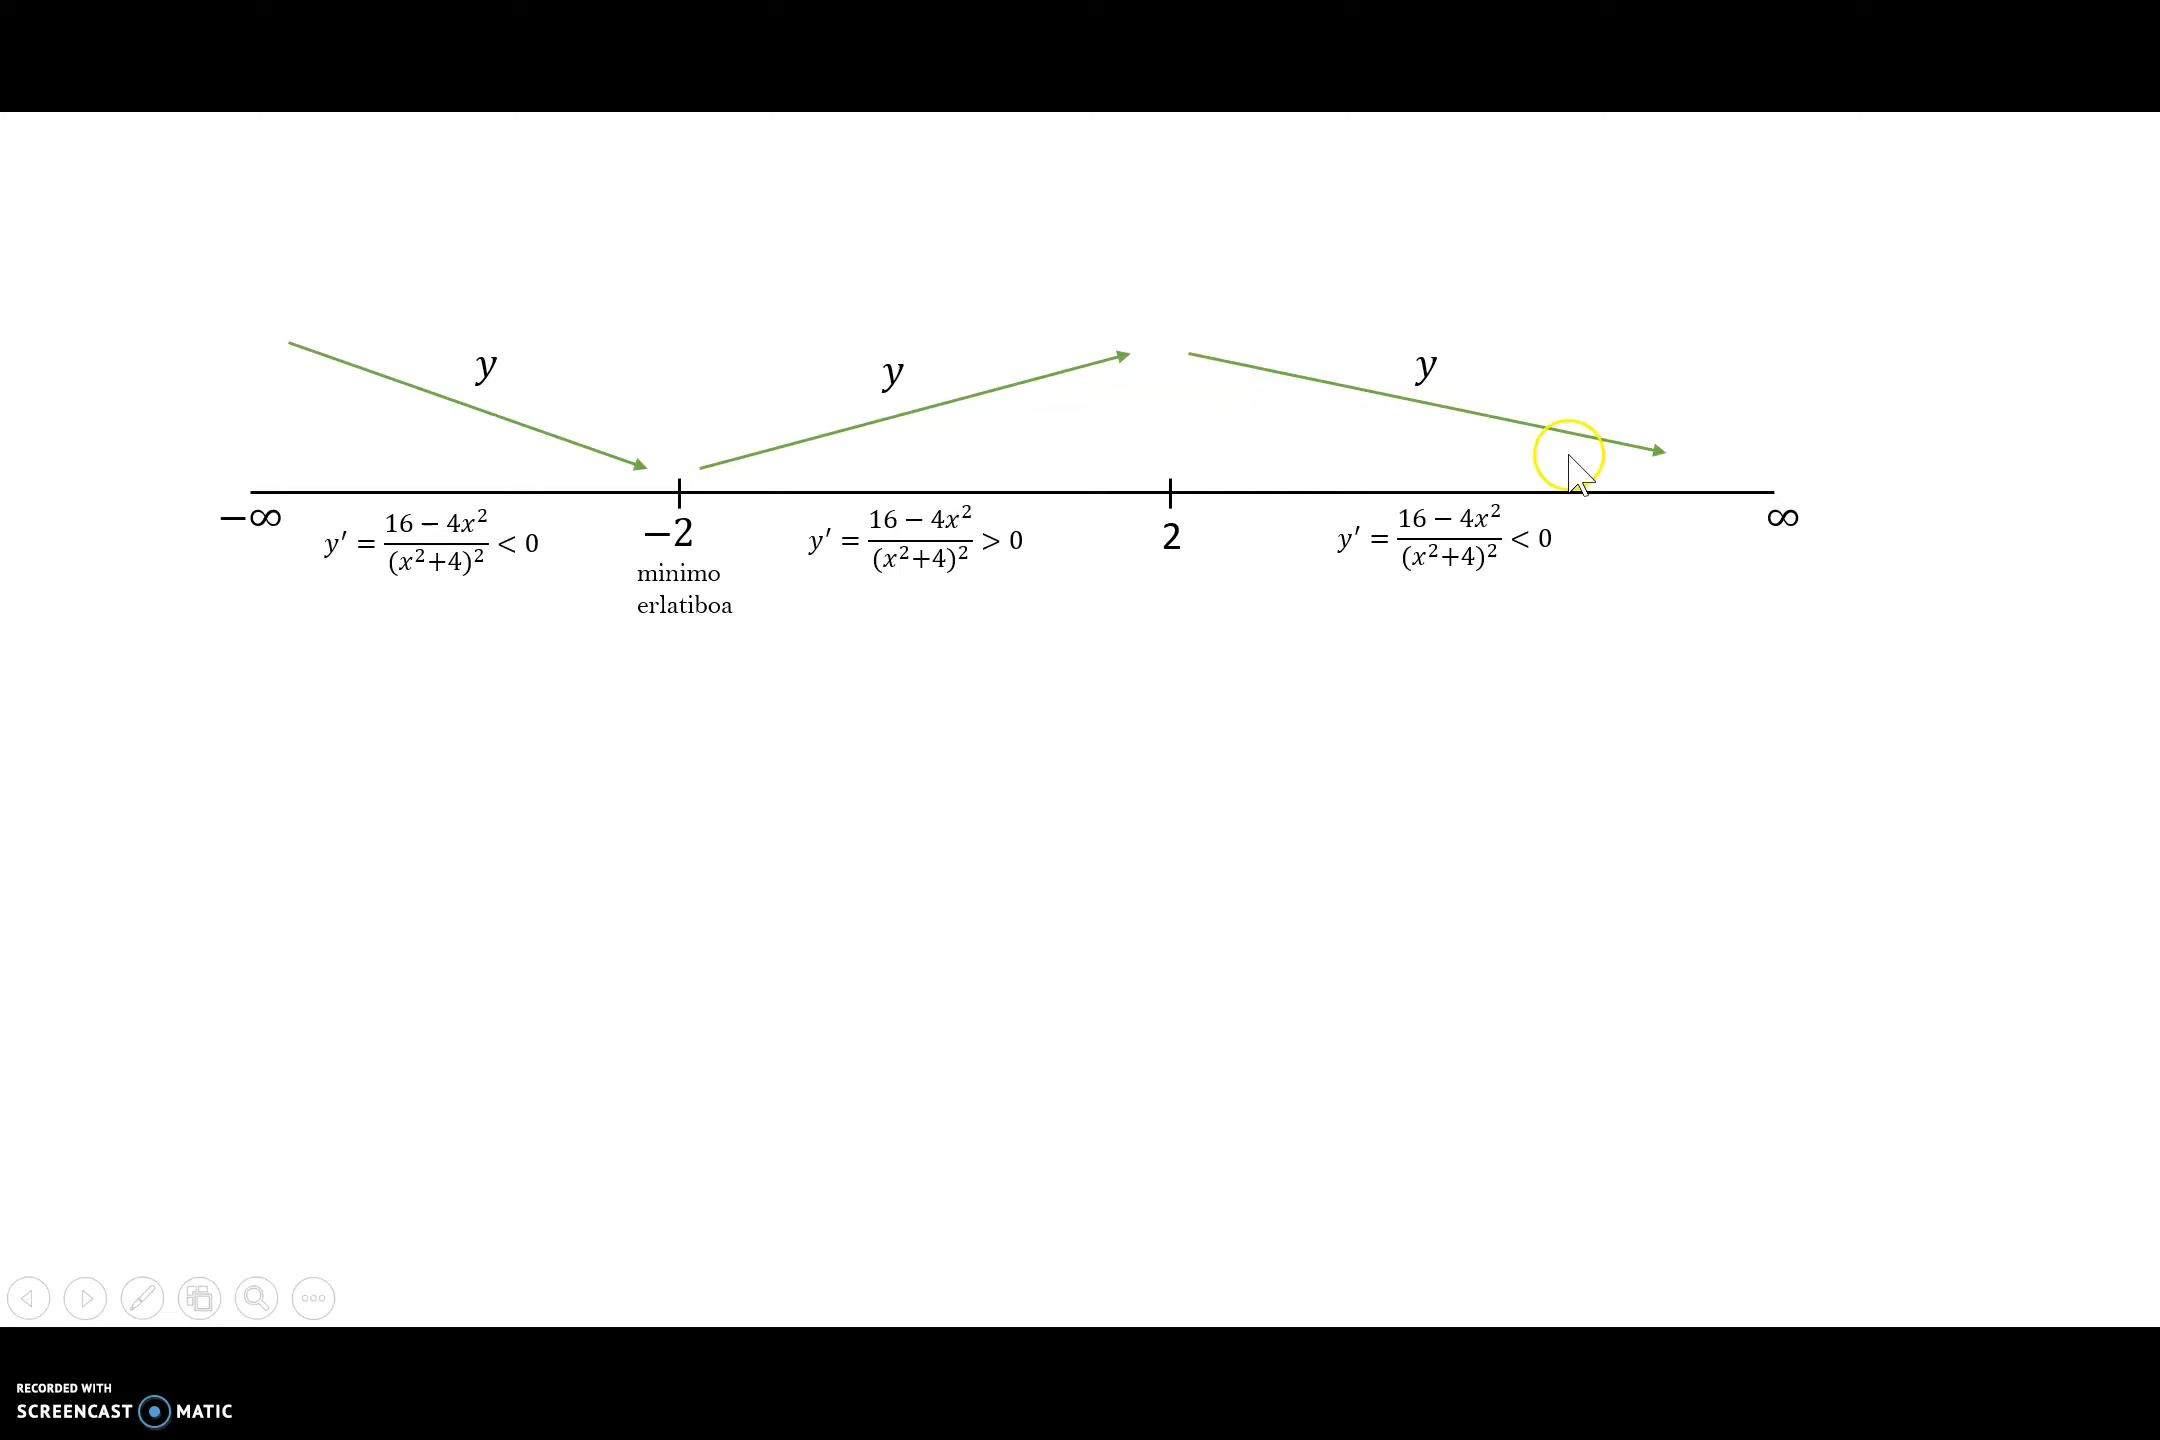 y
y
y
−∞
y′ = 16 − 4x² / (x²+4)² < 0
−2
minimo
erlatiboa
y′ = 16 − 4x² / (x²+4)² > 0
2
y′ = 16 − 4x² / (x²+4)² < 0
∞
RECORDED WITH
SCREENCAST MATIC